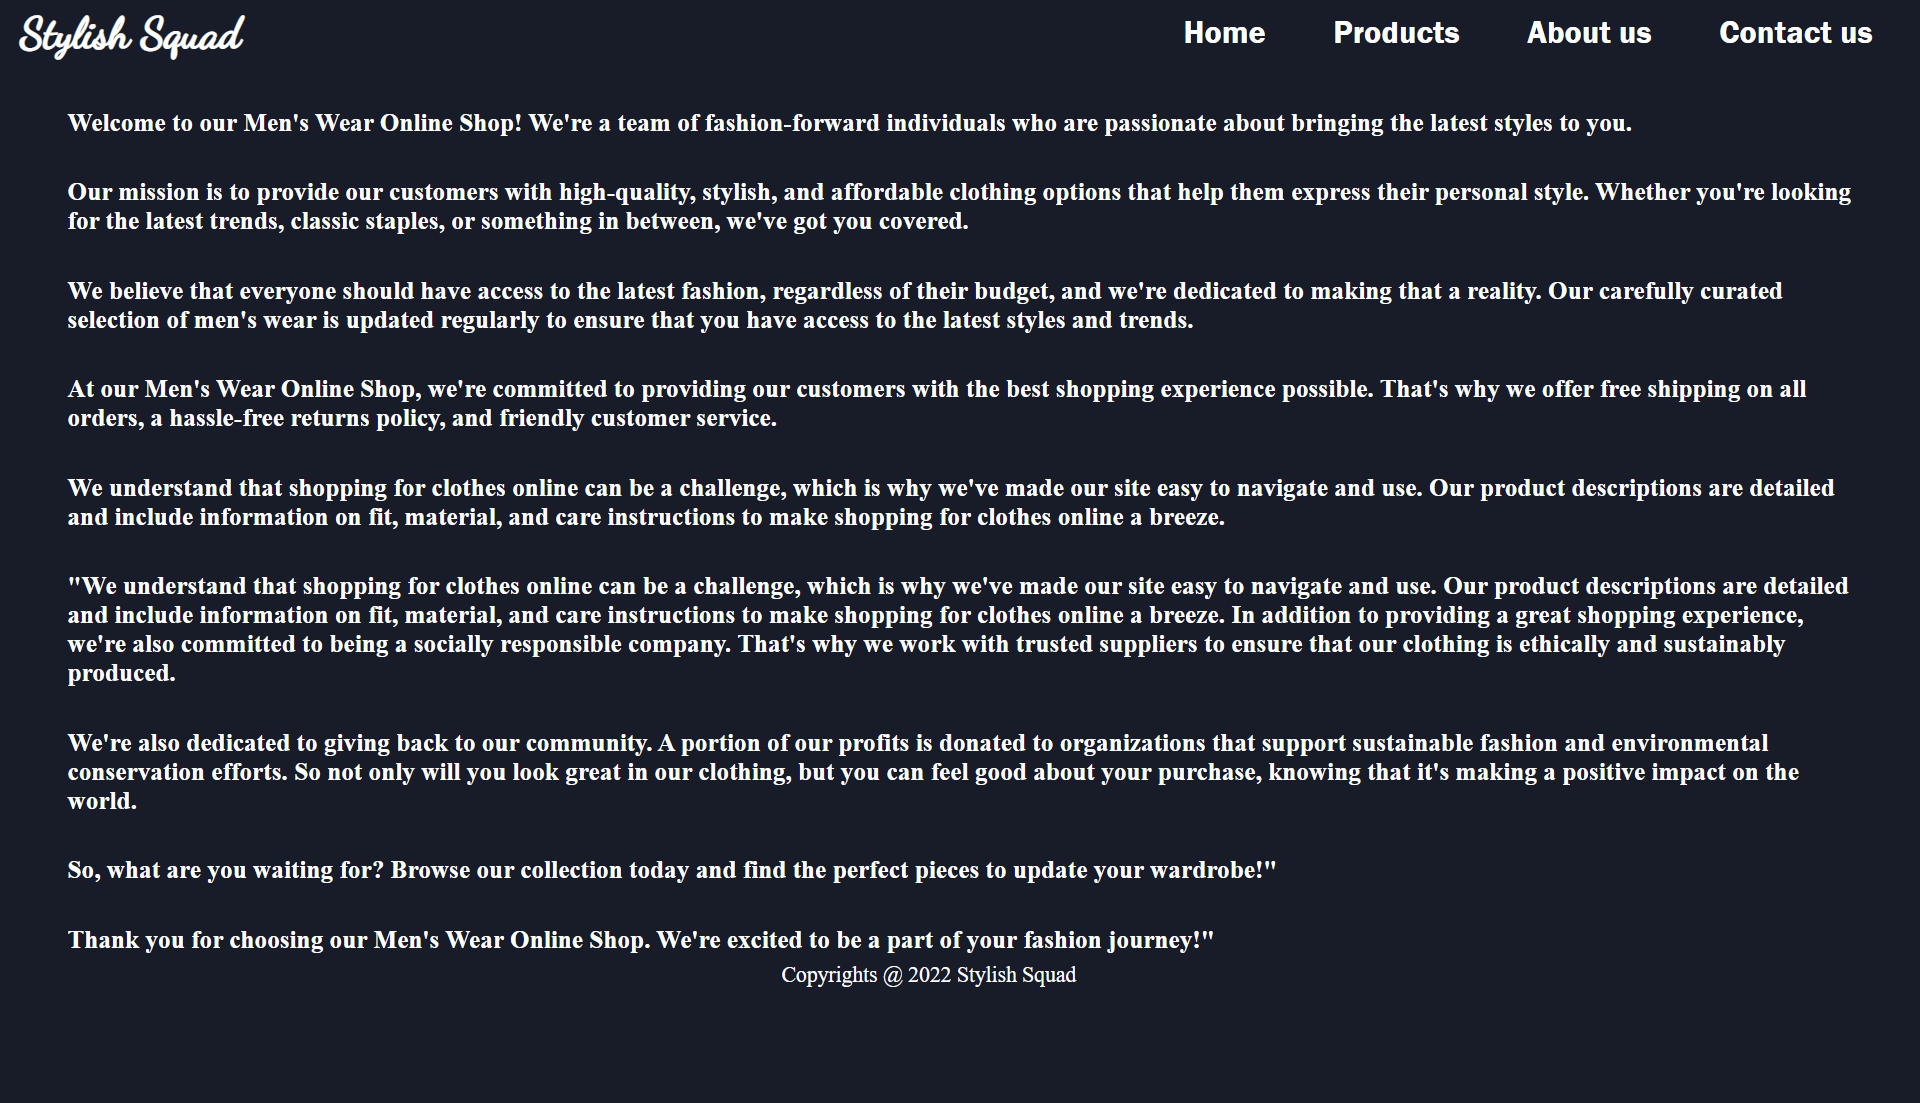 Stylish Squad
Home Products About us Contact us
Welcome to our Men's Wear Online Shop! We're a team of fashion-forward individuals who are passionate about bringing the latest styles to you.
Our mission is to provide our customers with high-quality, stylish, and affordable clothing options that help them express their personal style. Whether you're looking
for the latest trends, classic staples, or something in between, we've got you covered.
We believe that everyone should have access to the latest fashion, regardless of their budget, and we're dedicated to making that a reality. Our carefully curated
selection of men's wear is updated regularly to ensure that you have access to the latest styles and trends.
At our Men's Wear Online Shop, we're committed to providing our customers with the best shopping experience possible. That's why we offer free shipping on all
orders, a hassle-free returns policy, and friendly customer service.
We understand that shopping for clothes online can be a challenge, which is why we've made our site easy to navigate and use. Our product descriptions are detailed
and include information on fit, material, and care instructions to make shopping for clothes online a breeze.
"We understand that shopping for clothes online can be a challenge, which is why we've made our site easy to navigate and use. Our product descriptions are detailed
and include information on fit, material, and care instructions to make shopping for clothes online a breeze. In addition to providing a great shopping experience,
we're also committed to being a socially responsible company. That's why we work with trusted suppliers to ensure that our clothing is ethically and sustainably
produced.
We're also dedicated to giving back to our community. A portion of our profits is donated to organizations that support sustainable fashion and environmental
conservation efforts. So not only will you look great in our clothing, but you can feel good about your purchase, knowing that it's making a positive impact on the
world.
So, what are you waiting for? Browse our collection today and find the perfect pieces to update your wardrobe!"
Thank you for choosing our Men's Wear Online Shop. We're excited to be a part of your fashion journey!"
Copyrights @ 2022 Stylish Squad